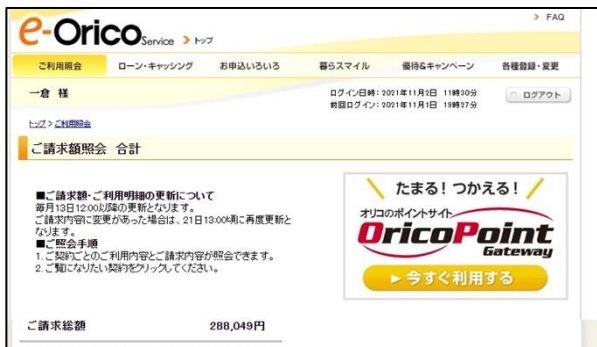 > FAQ
e-Orico Service > トップ
ご利用照会 ローン・キャッシング お申込いろいろ 暮らスマイル 優待&キャンペーン 各種登録・変更
一倉 様
ログイン日時:2021年11月2日 11時30分
前回ログイン:2021年11月1日 19時27分
ログアウト
トップ > ご利用照会
ご請求額照会 合計
■ご請求額・ご利用明細の更新について
毎月13日12:00以降の更新となります。
ご請求内容に変更があった場合は、21日13:00頃に再度更新と
なります。
■ご照会手順
1.ご契約ごとのご利用内容とご請求内容が照会できます。
2.ご覧になりたい契約をクリックしてください。
たまる!つかえる!
オリコのポイントサイト
OricoPoint
Gateway
▶ 今すぐ利用する
ご請求総額 288,049円